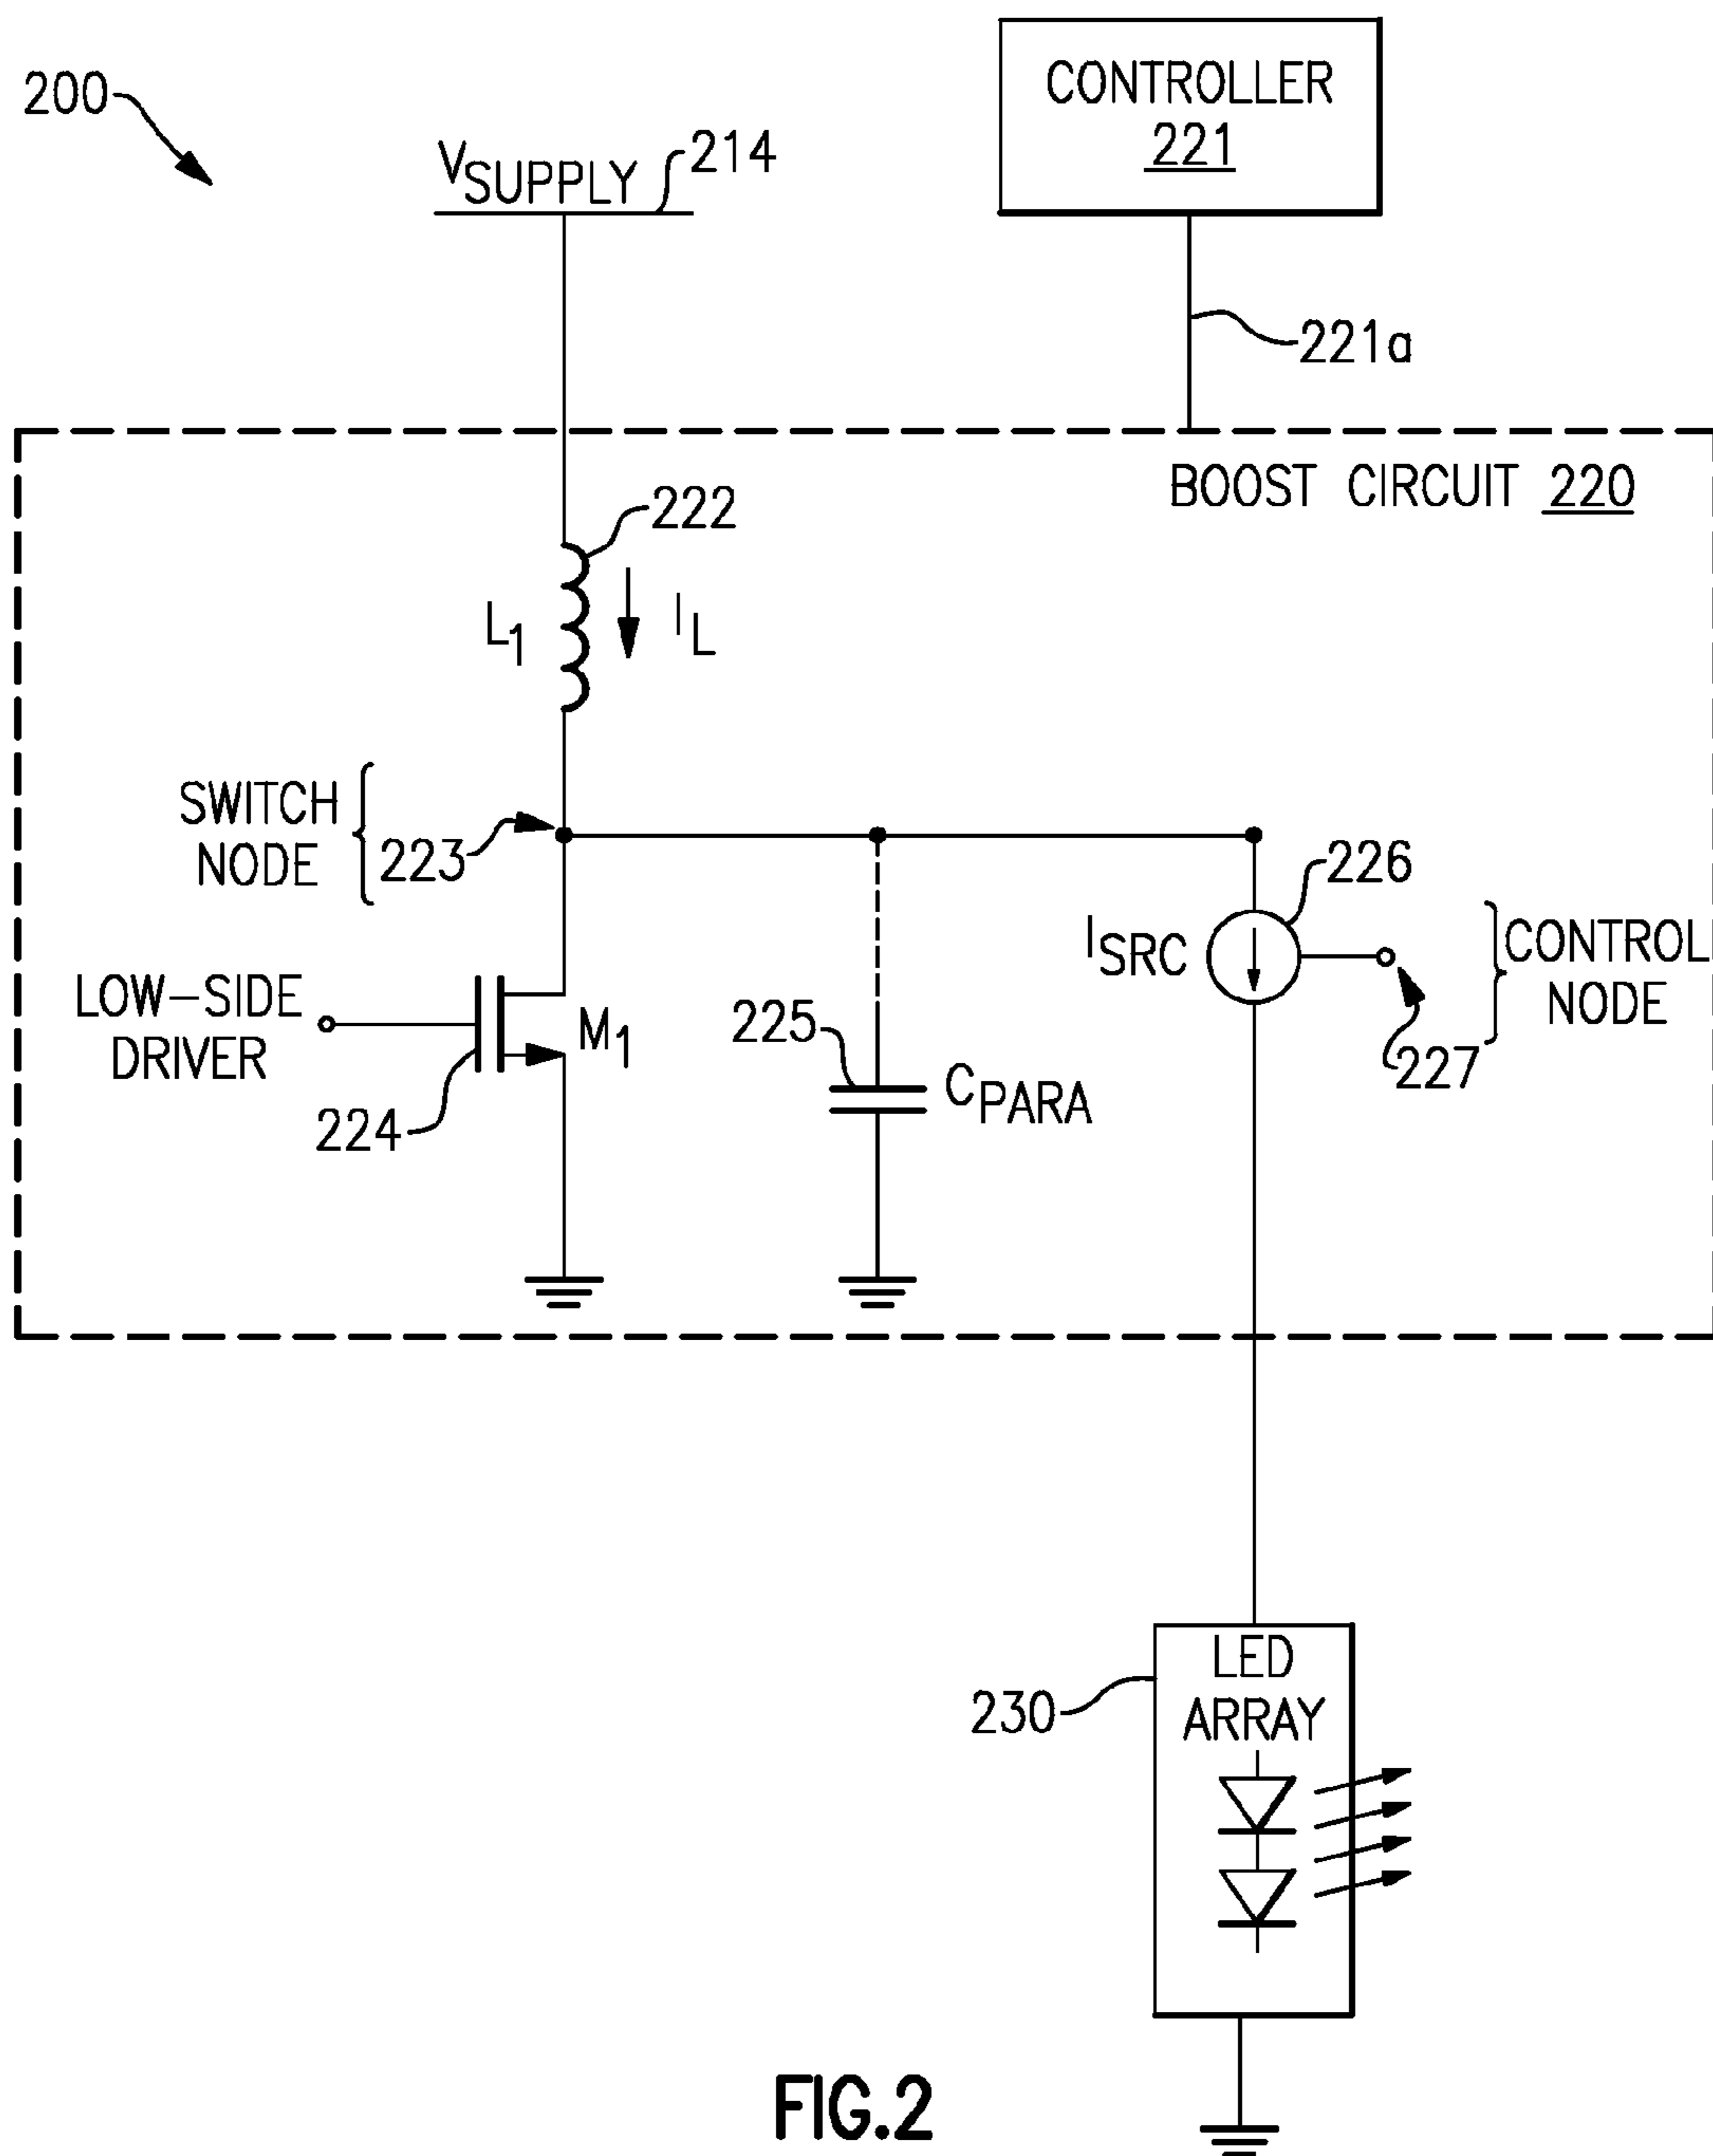 200
V_SUPPLY
214
CONTROLLER
221
221a
BOOST CIRCUIT 220
222
L1
IL
SWITCH
NODE
223
226
ISRC
CONTROL
NODE
227
LOW-SIDE
DRIVER
M1
224
225
CPARA
LED
ARRAY
230
FIG.2